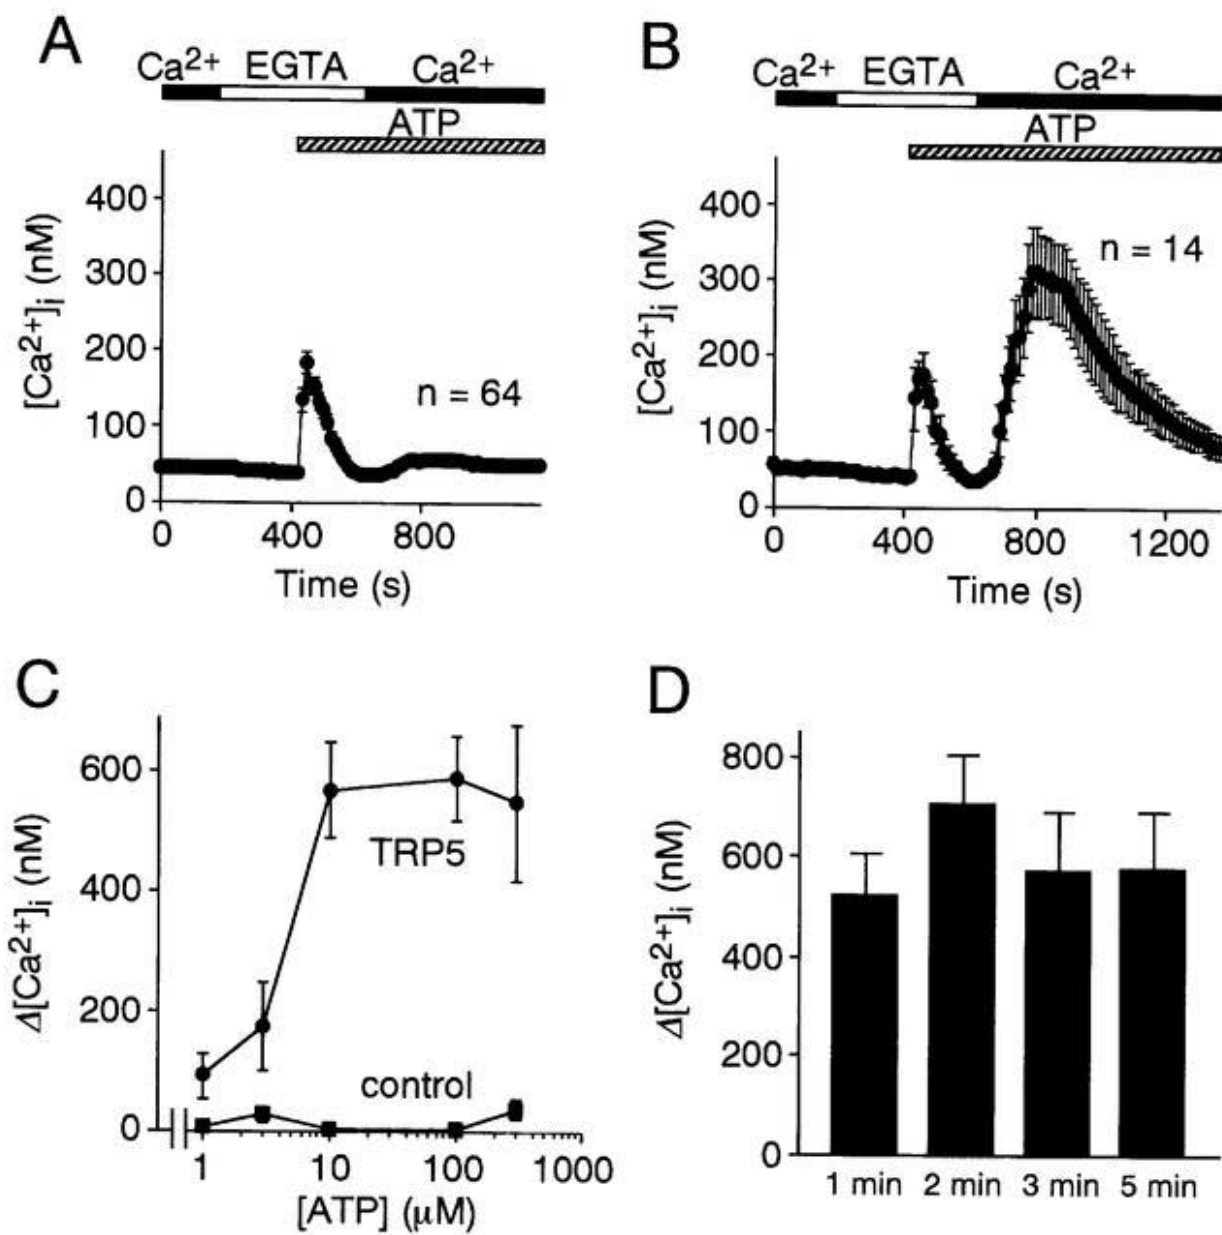 A
Ca2+ EGTA Ca2+
ATP
[Ca2+]i (nM)
400
300
200
100
0
n = 64
0 400 800
Time (s)
B
Ca2+ EGTA Ca2+
ATP
[Ca2+]i (nM)
400
300
200
100
0
n = 14
0 400 800 1200
Time (s)
C
Δ[Ca2+]i (nM)
600
400
200
0
TRP5
control
1 10 100 1000
[ATP] (μM)
D
Δ[Ca2+]i (nM)
800
600
400
200
0
1 min 2 min 3 min 5 min